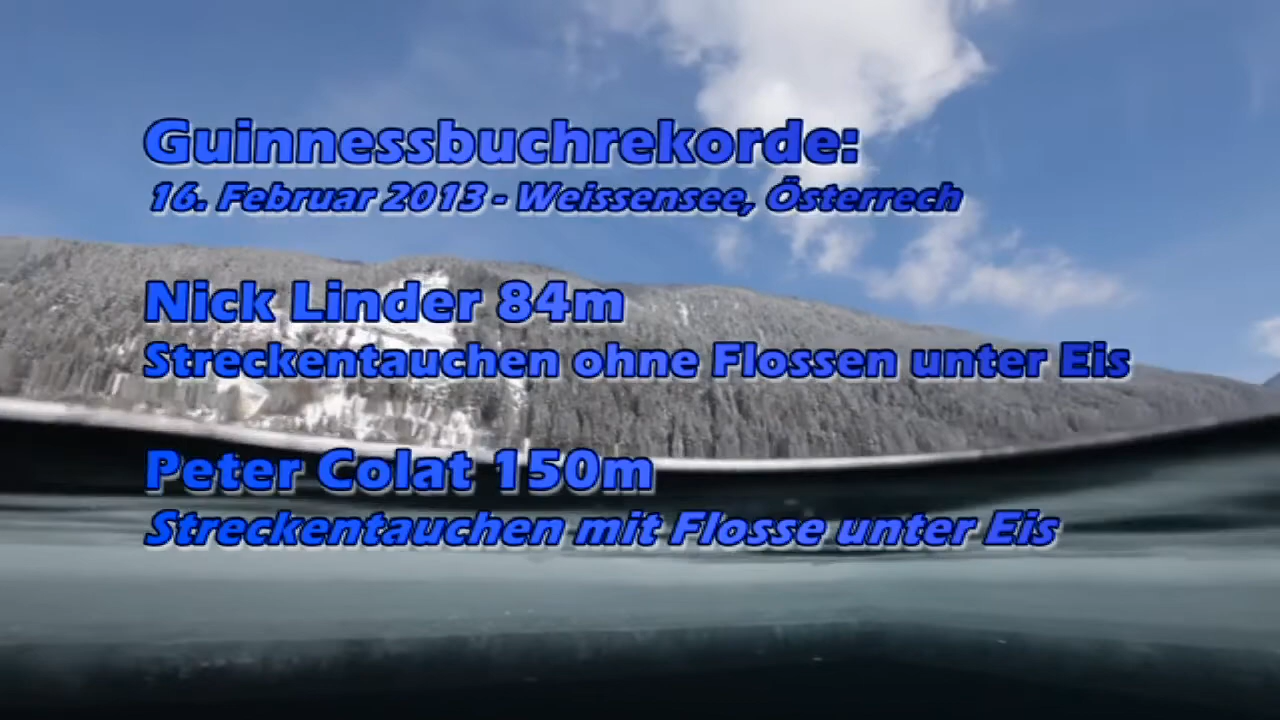 Guinnessbuchrekorde:
16. Februar 2013 - Weissensee, Österrech
Nick Linder 84m
Streckentauchen ohne Flossen unter Eis
Peter Colat 150m
Streckentauchen mit Flosse unter Eis